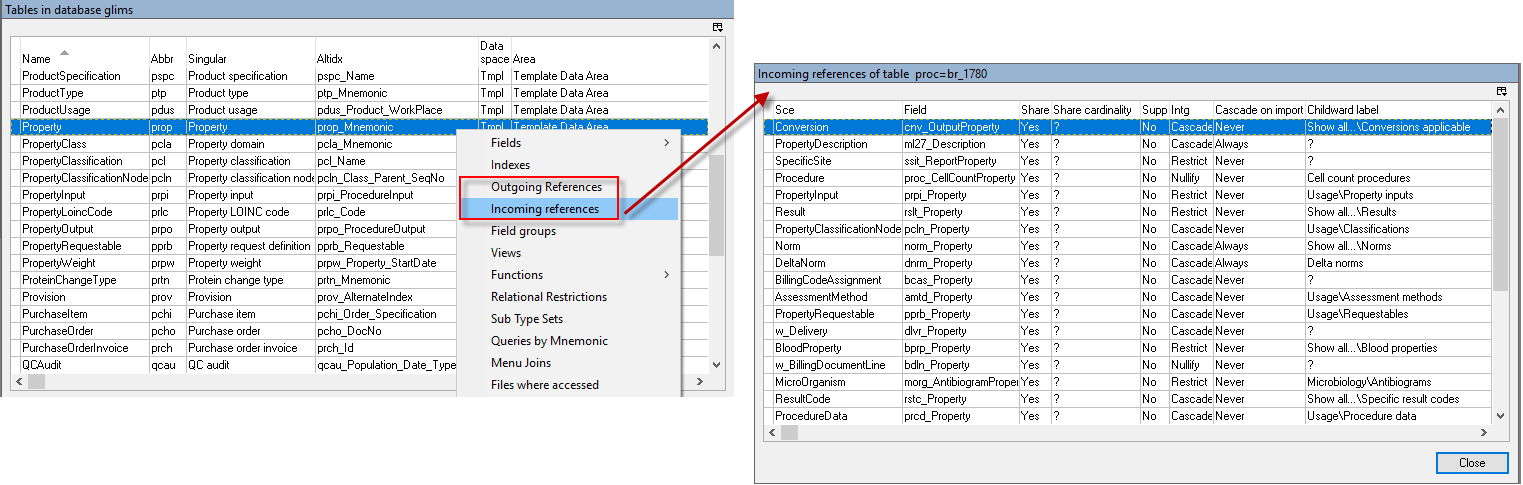 Tables in database glims
Name Abbr Singular Altidx Data space Area
ProductSpecification pspc Product specification pspc_Name Tmpl Template Data Area
ProductType ptp Product type ptp_Mnemonic Tmpl Template Data Area
ProductUsage pdus Product usage pdus_Product_WorkPlace Tmpl Template Data Area
Property prop Property prop_Mnemonic Tmpl Template Data Area
PropertyClass pcla Property domain pcla_Mnemonic
PropertyClassification pcl Property classification pcl_Name
PropertyClassificationNode pcln Property classification node pcln_Class_Parent_SeqNo
PropertyInput prpi Property input prpi_ProcedureInput
PropertyLoincCode prlc Property LOINC code prlc_Code
PropertyOutput prpo Property output prpo_ProcedureOutput
PropertyRequestable pprb Property request definition pprb_Requestable
PropertyWeight prpw Property weight prpw_Property_StartDate
ProteinChangeType prtn Protein change type prtn_Mnemonic
Provision prov Provision prov_AlternateIndex
PurchaseItem pchi Purchase item pchi_Order_Specification
PurchaseOrder pcho Purchase order pcho_DocNo
PurchaseOrderInvoice prch Purchase order invoice prch_Id
QCAudit qcau QC audit qcau_Population_Date_Type
Fields
Indexes
Outgoing References
Incoming references
Field groups
Views
Functions
Relational Restrictions
Sub Type Sets
Queries by Mnemonic
Menu Joins
Files where accessed
Incoming references of table proc=br_1780
Sce Field Share Share cardinality Supp Intg Cascade on import Childward label
Conversion cnv_OutputProperty Yes ? No Cascade Never Show all...\Conversions applicable
PropertyDescription ml27_Description Yes ? No Cascade Always ?
SpecificSite ssit_ReportProperty Yes ? No Restrict Never ?
Procedure proc_CellCountProperty Yes ? No Nullify Never Cell count procedures
PropertyInput prpi_Property Yes ? No Restrict Never Usage\Property inputs
Result rslt_Property Yes ? No Restrict Never Show all...\Results
PropertyClassificationNode pcln_Property Yes ? No Cascade Never Usage\Classifications
Norm norm_Property Yes ? No Cascade Always Show all...\Norms
DeltaNorm dnrm_Property Yes ? No Cascade Always Delta norms
BillingCodeAssignment bcas_Property Yes ? No Cascade Never ?
AssessmentMethod amtd_Property Yes ? No Cascade Never Usage\Assessment methods
PropertyRequestable pprb_Property Yes ? No Cascade Never Usage\Requestables
w_Delivery dlvr_Property Yes ? No Cascade Never ?
BloodProperty bprp_Property Yes ? No Restrict Never Show all...\Blood properties
w_BillingDocumentLine bdln_Property Yes ? No Nullify Never ?
MicroOrganism morg_AntibiogramProper Yes ? No Restrict Never Microbiology\Antibiograms
ResultCode rstc_Property Yes ? No Cascade Never Show all...\Specific result codes
ProcedureData prcd_Property Yes ? No Cascade Never Usage\Procedure data
Close